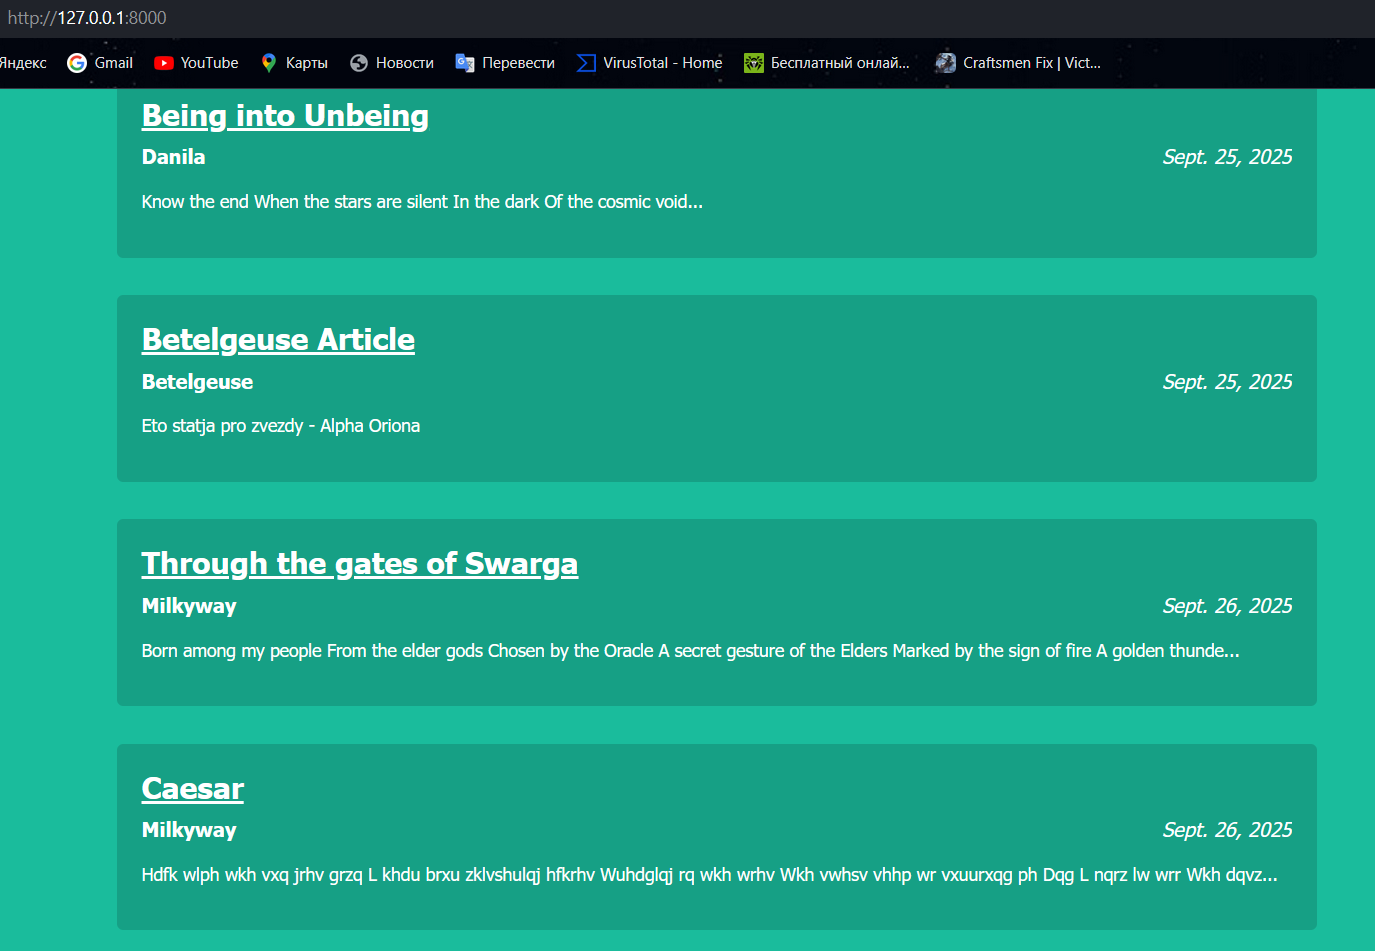 http://127.0.0.1:8000
Яндекс Gmail YouTube Карты Новости Перевести VirusTotal - Home Бесплатный онлай... Craftsmen Fix | Vict...
Being into Unbeing
Danila Sept. 25, 2025
Know the end When the stars are silent In the dark Of the cosmic void...
Betelgeuse Article
Betelgeuse Sept. 25, 2025
Eto statja pro zvezdy - Alpha Oriona
Through the gates of Swarga
Milkyway Sept. 26, 2025
Born among my people From the elder gods Chosen by the Oracle A secret gesture of the Elders Marked by the sign of fire A golden thunde...
Caesar
Milkyway Sept. 26, 2025
Hdfk wlph wkh vxq jrhv grzq L khdu brxu zklvshulqj hfkrhv Wuhdglqj rq wkh wrhv Wkh vwhsv vhhp wr vxuurxqg ph Dqg L nqrz lw wrr Wkh dqvz...